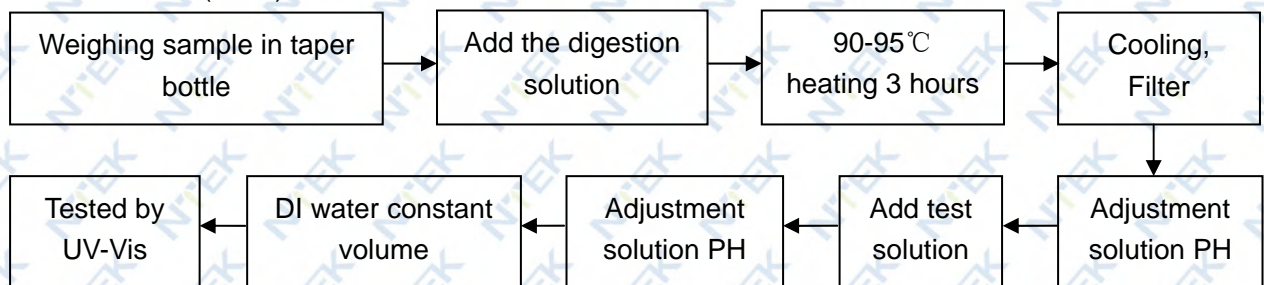 Weighing sample in taper
bottle
Add the digestion
solution
90-95℃
heating 3 hours
Cooling,
Filter
Adjustment
solution PH
Add test
solution
Adjustment
solution PH
DI water constant
volume
Tested by
UV-Vis